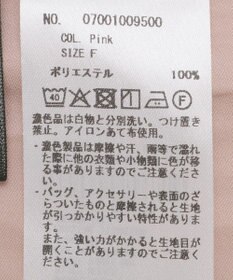 NO. 07001009500
COL. Pink
SIZE F
ポリエステル 100%
40
F
濃色品は白物と分別洗い。つけ置き
禁止。アイロンあて布使用。
・濃色製品は摩擦や汗、雨等で濡れ
た際に他の衣類や小物類に色が移
る事がありますのでご注意くださ
い。
・バッグ、アクセサリーや表面のざ
らついたものと摩擦されると生地
が引っかかりやすい特性がありま
す。
また、強い力がかかると生地目が
開くことがありますのでご注意く
ださい。